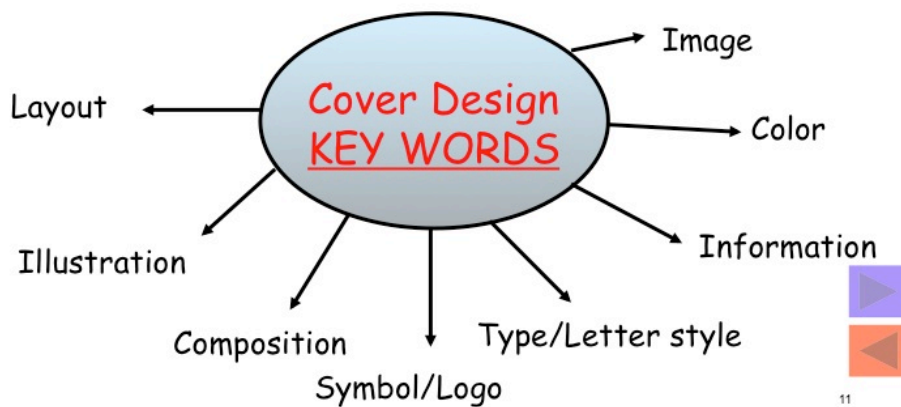 Image
Cover Design
KEY WORDS
Layout
Color
Information
Illustration
Type/Letter style
Composition
Symbol/Logo
11